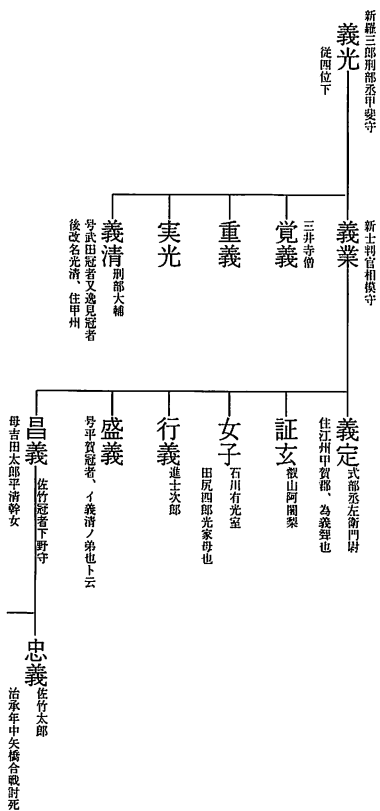 新羅三郎刑部丞甲斐守
義光
従四位下
新士判官相模守
義業
三井寺僧
覚義
重義
実光
刑部大輔
義清
号武田冠者又逸見冠者
後改名光清、住甲州
式部丞左衛門尉
義定
住江州甲賀郡、為義聟也
叡山阿闍梨
証玄
石川有光室
女子
田尻四郎光家母也
進士次郎
行義
盛義
号平賀冠者、イ義清ノ弟也ト云
佐竹冠者下野守
昌義
母吉田太郎平清幹女
佐竹太郎
忠義
治承年中矢橋合戦討死